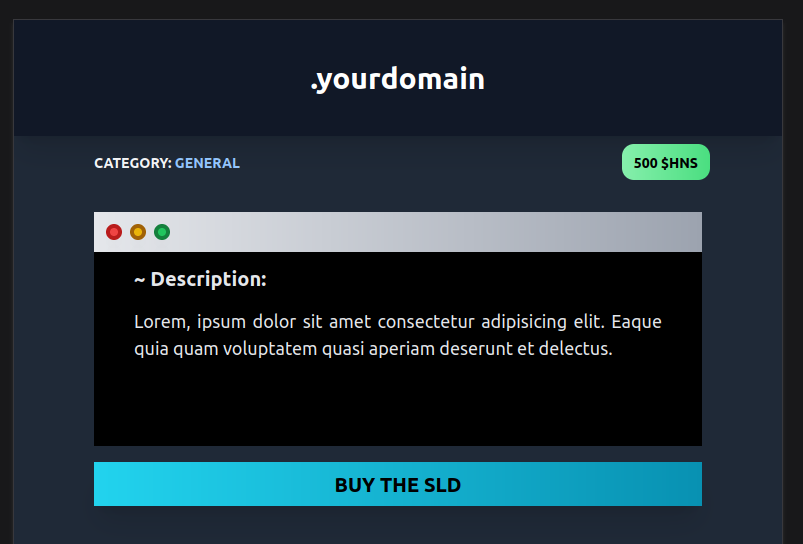 .yourdomain
CATEGORY: GENERAL
500 $HNS
~ Description:
Lorem, ipsum dolor sit amet consectetur adipisicing elit. Eaque
quia quam voluptatem quasi aperiam deserunt et delectus.
BUY THE SLD